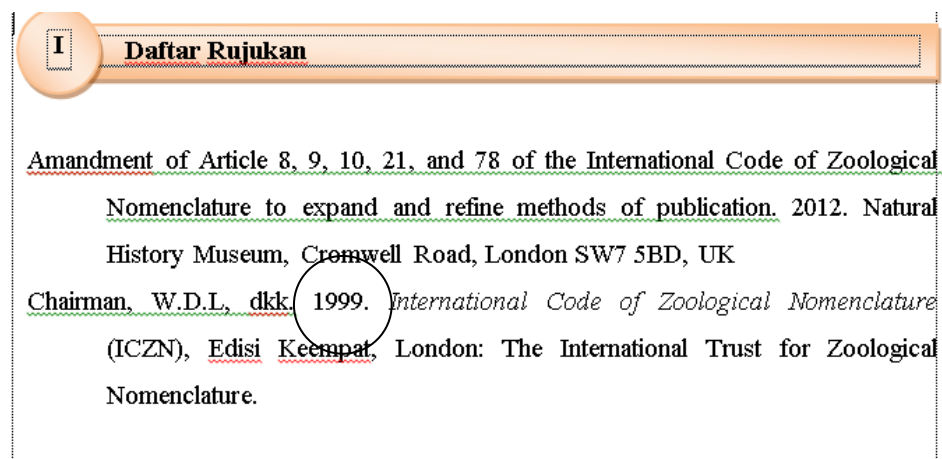 I Daftar Rujukan
Amandment of Article 8, 9, 10, 21, and 78 of the International Code of Zoological
Nomenclature to expand and refine methods of publication. 2012. Natural
History Museum, Cromwell Road, London SW7 5BD, UK
Chairman, W.D.L, dkk. 1999. International Code of Zoological Nomenclature
(ICZN), Edisi Keempat, London: The International Trust for Zoological
Nomenclature.